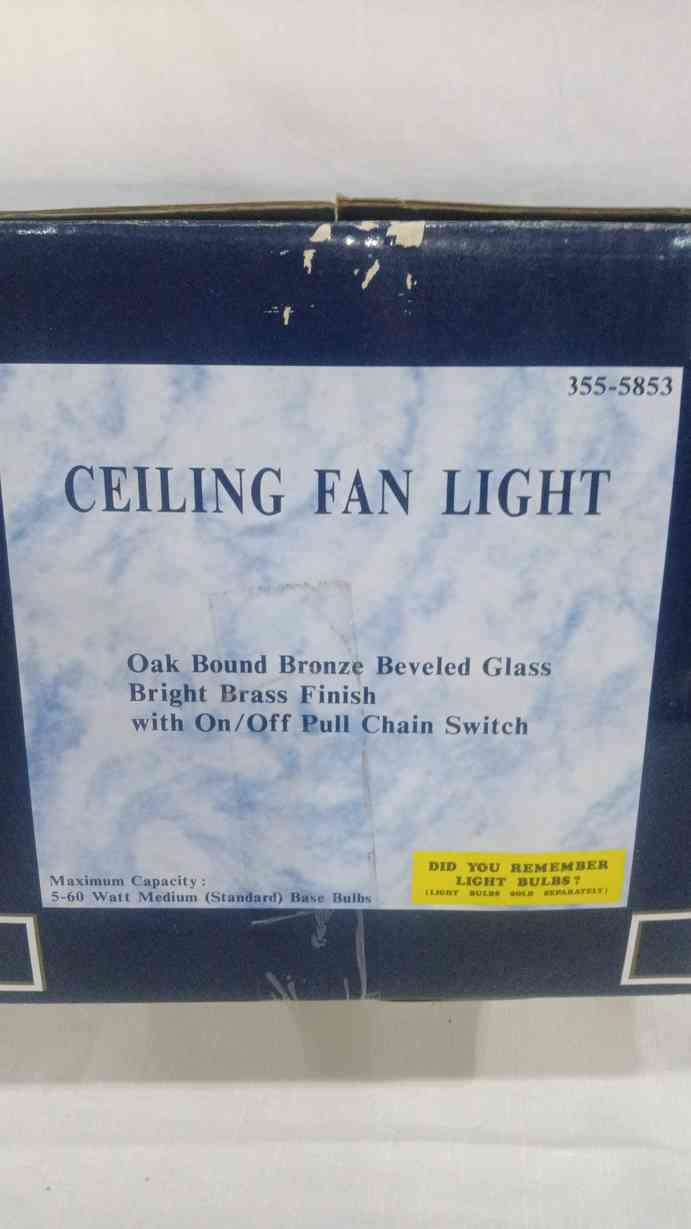 355-5853
CEILING FAN LIGHT
Oak Bound Bronze Beveled Glass
Bright Brass Finish
with On/Off Pull Chain Switch
Maximum Capacity:
5-60 Watt Medium (Standard) Base Bulbs
DID YOU REMEMBER
LIGHT BULBS?
(LIGHT BULBS SOLD SEPARATELY)